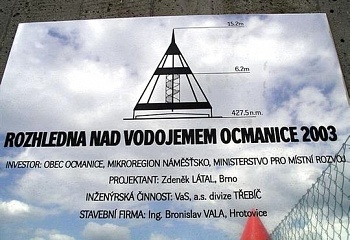 15.2m
6.2m
427.5 n.m.
ROZHLEDNA NAD VODOJEMEM OCMANICE 2003
INVESTOR: OBEC OCMANICE, MIKROREGION NÁMĚŠŤSKO, MINISTERSTVO PRO MÍSTNÍ ROZVOJ
PROJEKTANT: Zdeněk LÁTAL, Brno
INŽENÝRSKÁ ČINNOST: VaS, a.s. divize TŘEBÍČ
STAVEBNÍ FIRMA: Ing. Bronislav VALA, Hrotovice